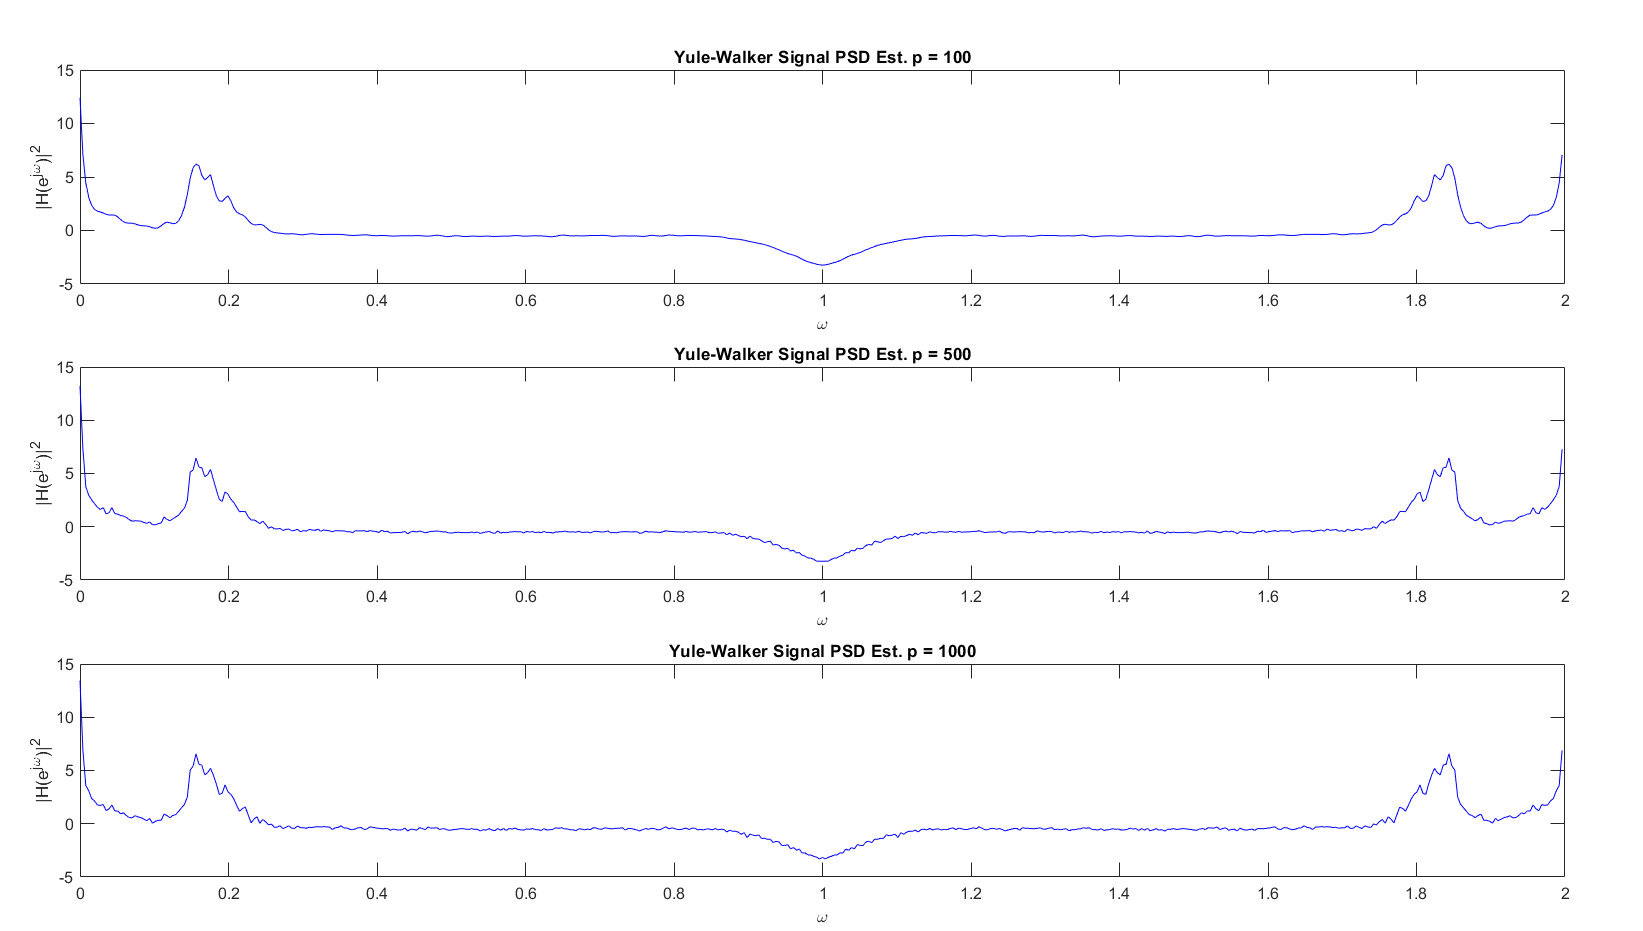 Yule-Walker Signal PSD Est. p = 100
15
10
5
0
-5
|H(e^{jω})|^2
0 0.2 0.4 0.6 0.8 1 1.2 1.4 1.6 1.8 2
ω
Yule-Walker Signal PSD Est. p = 500
15
10
5
0
-5
|H(e^{jω})|^2
0 0.2 0.4 0.6 0.8 1 1.2 1.4 1.6 1.8 2
ω
Yule-Walker Signal PSD Est. p = 1000
15
10
5
0
-5
|H(e^{jω})|^2
0 0.2 0.4 0.6 0.8 1 1.2 1.4 1.6 1.8 2
ω